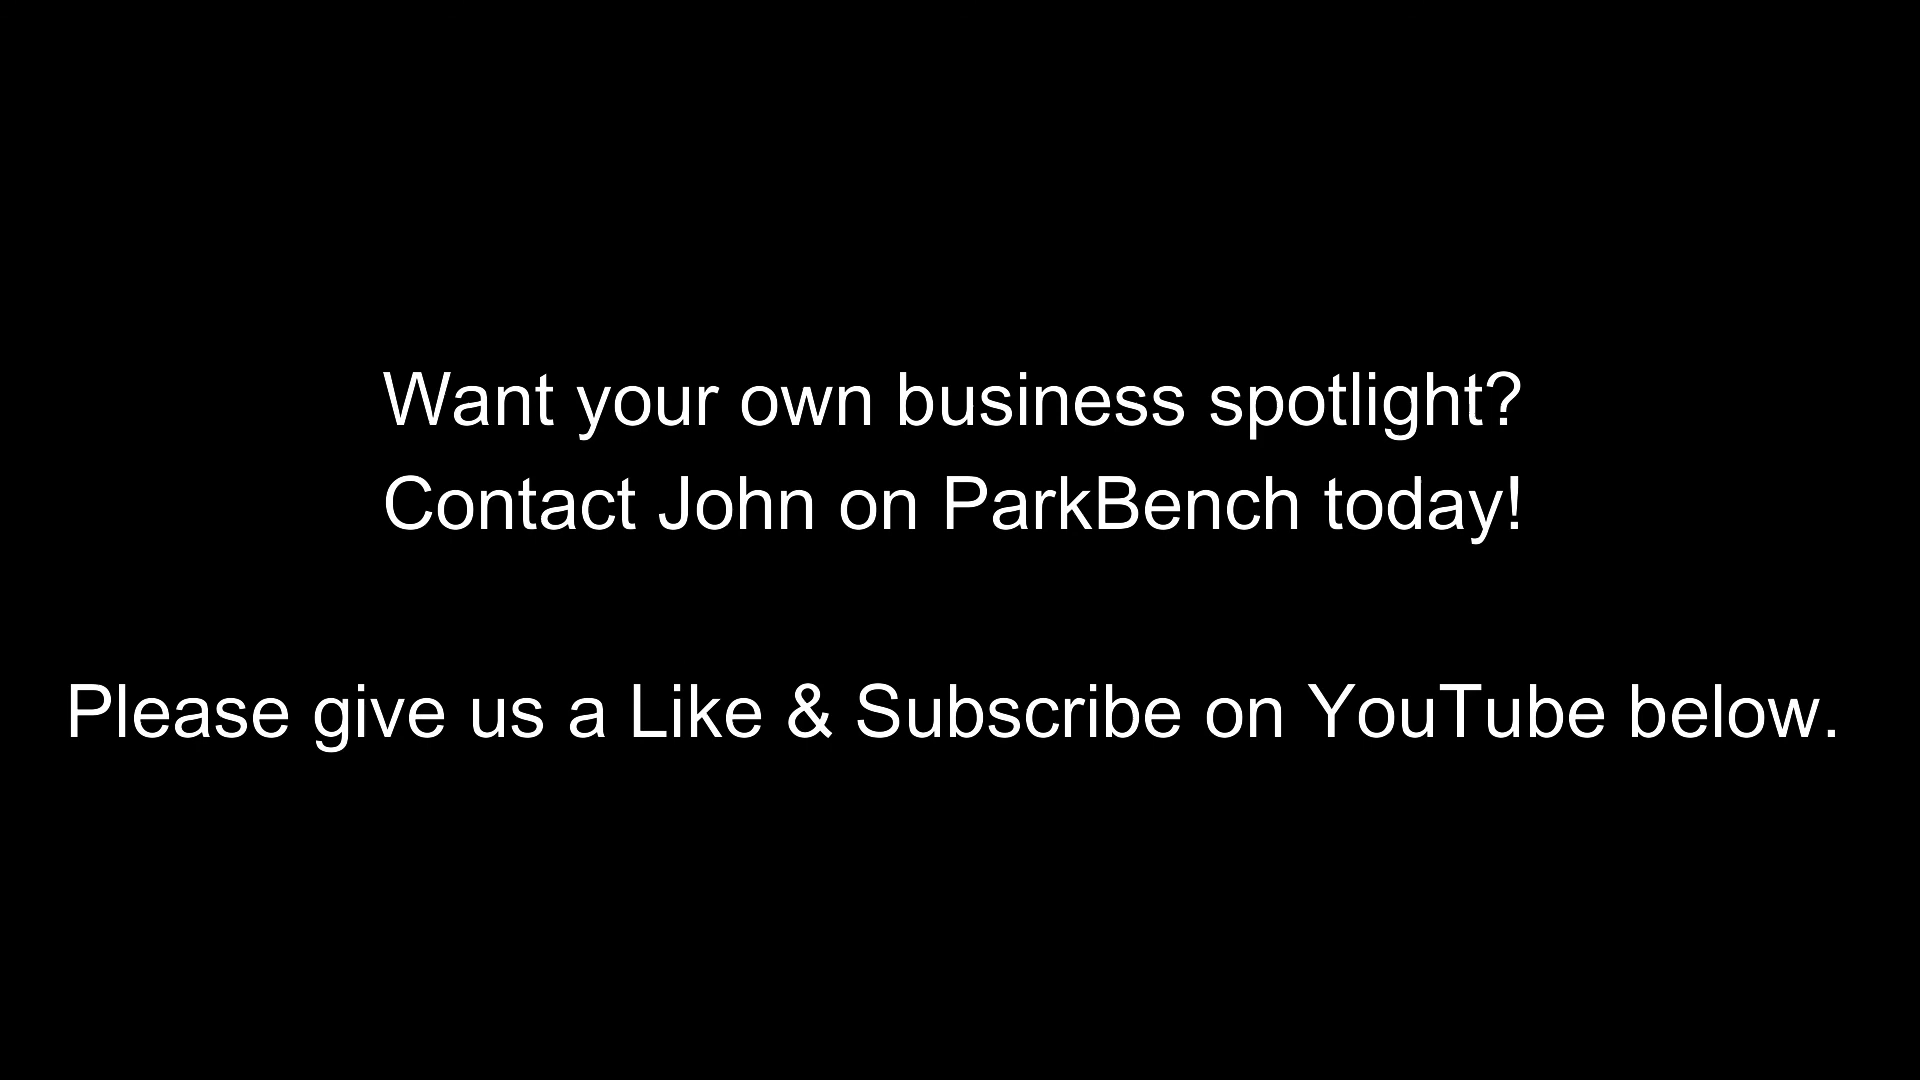 Want your own business spotlight?
Contact John on ParkBench today!
Please give us a Like & Subscribe on YouTube below.